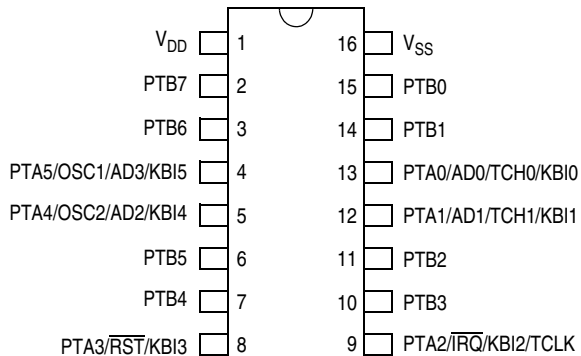 V_DD 1 16 V_SS
PTB7 2 15 PTB0
PTB6 3 14 PTB1
PTA5/OSC1/AD3/KBI5 4 13 PTA0/AD0/TCH0/KBI0
PTA4/OSC2/AD2/KBI4 5 12 PTA1/AD1/TCH1/KBI1
PTB5 6 11 PTB2
PTB4 7 10 PTB3
PTA3/R̅S̅T̅/KBI3 8 9 PTA2/I̅R̅Q̅/KBI2/TCLK